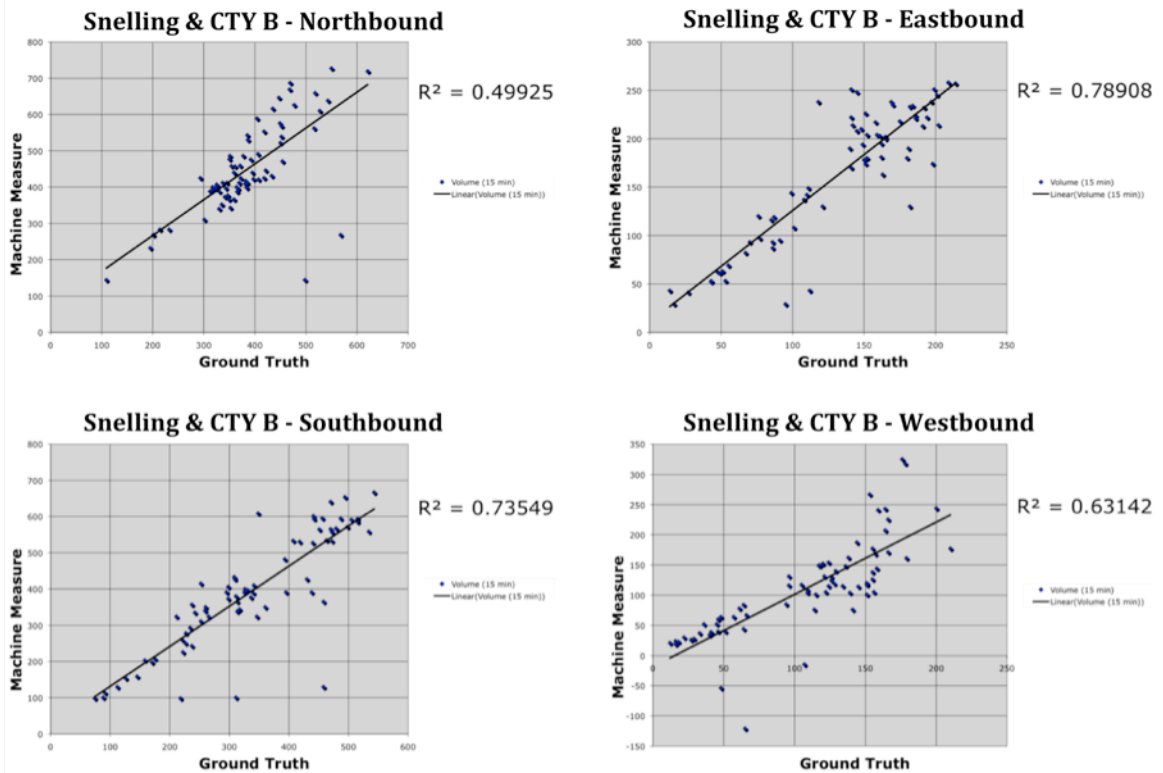 Snelling & CTY B - Northbound
800
700
600
500
400
300
200
100
0
0 100 200 300 400 500 600 700
Machine Measure
Ground Truth
R² = 0.49925
Volume (15 min)
Linear(Volume (15 min))
Snelling & CTY B - Eastbound
300
250
200
150
100
50
0
0 50 100 150 200 250
Machine Measure
Ground Truth
R² = 0.78908
Volume (15 min)
Linear(Volume (15 min))
Snelling & CTY B - Southbound
800
700
600
500
400
300
200
100
0
0 100 200 300 400 500 600
Machine Measure
Ground Truth
R² = 0.73549
Volume (15 min)
Linear(Volume (15 min))
Snelling & CTY B - Westbound
350
300
250
200
150
100
50
0
-50
-100
-150
0 50 100 150 200 250
Machine Measure
Ground Truth
R² = 0.63142
Volume (15 min)
Linear(Volume (15 min))